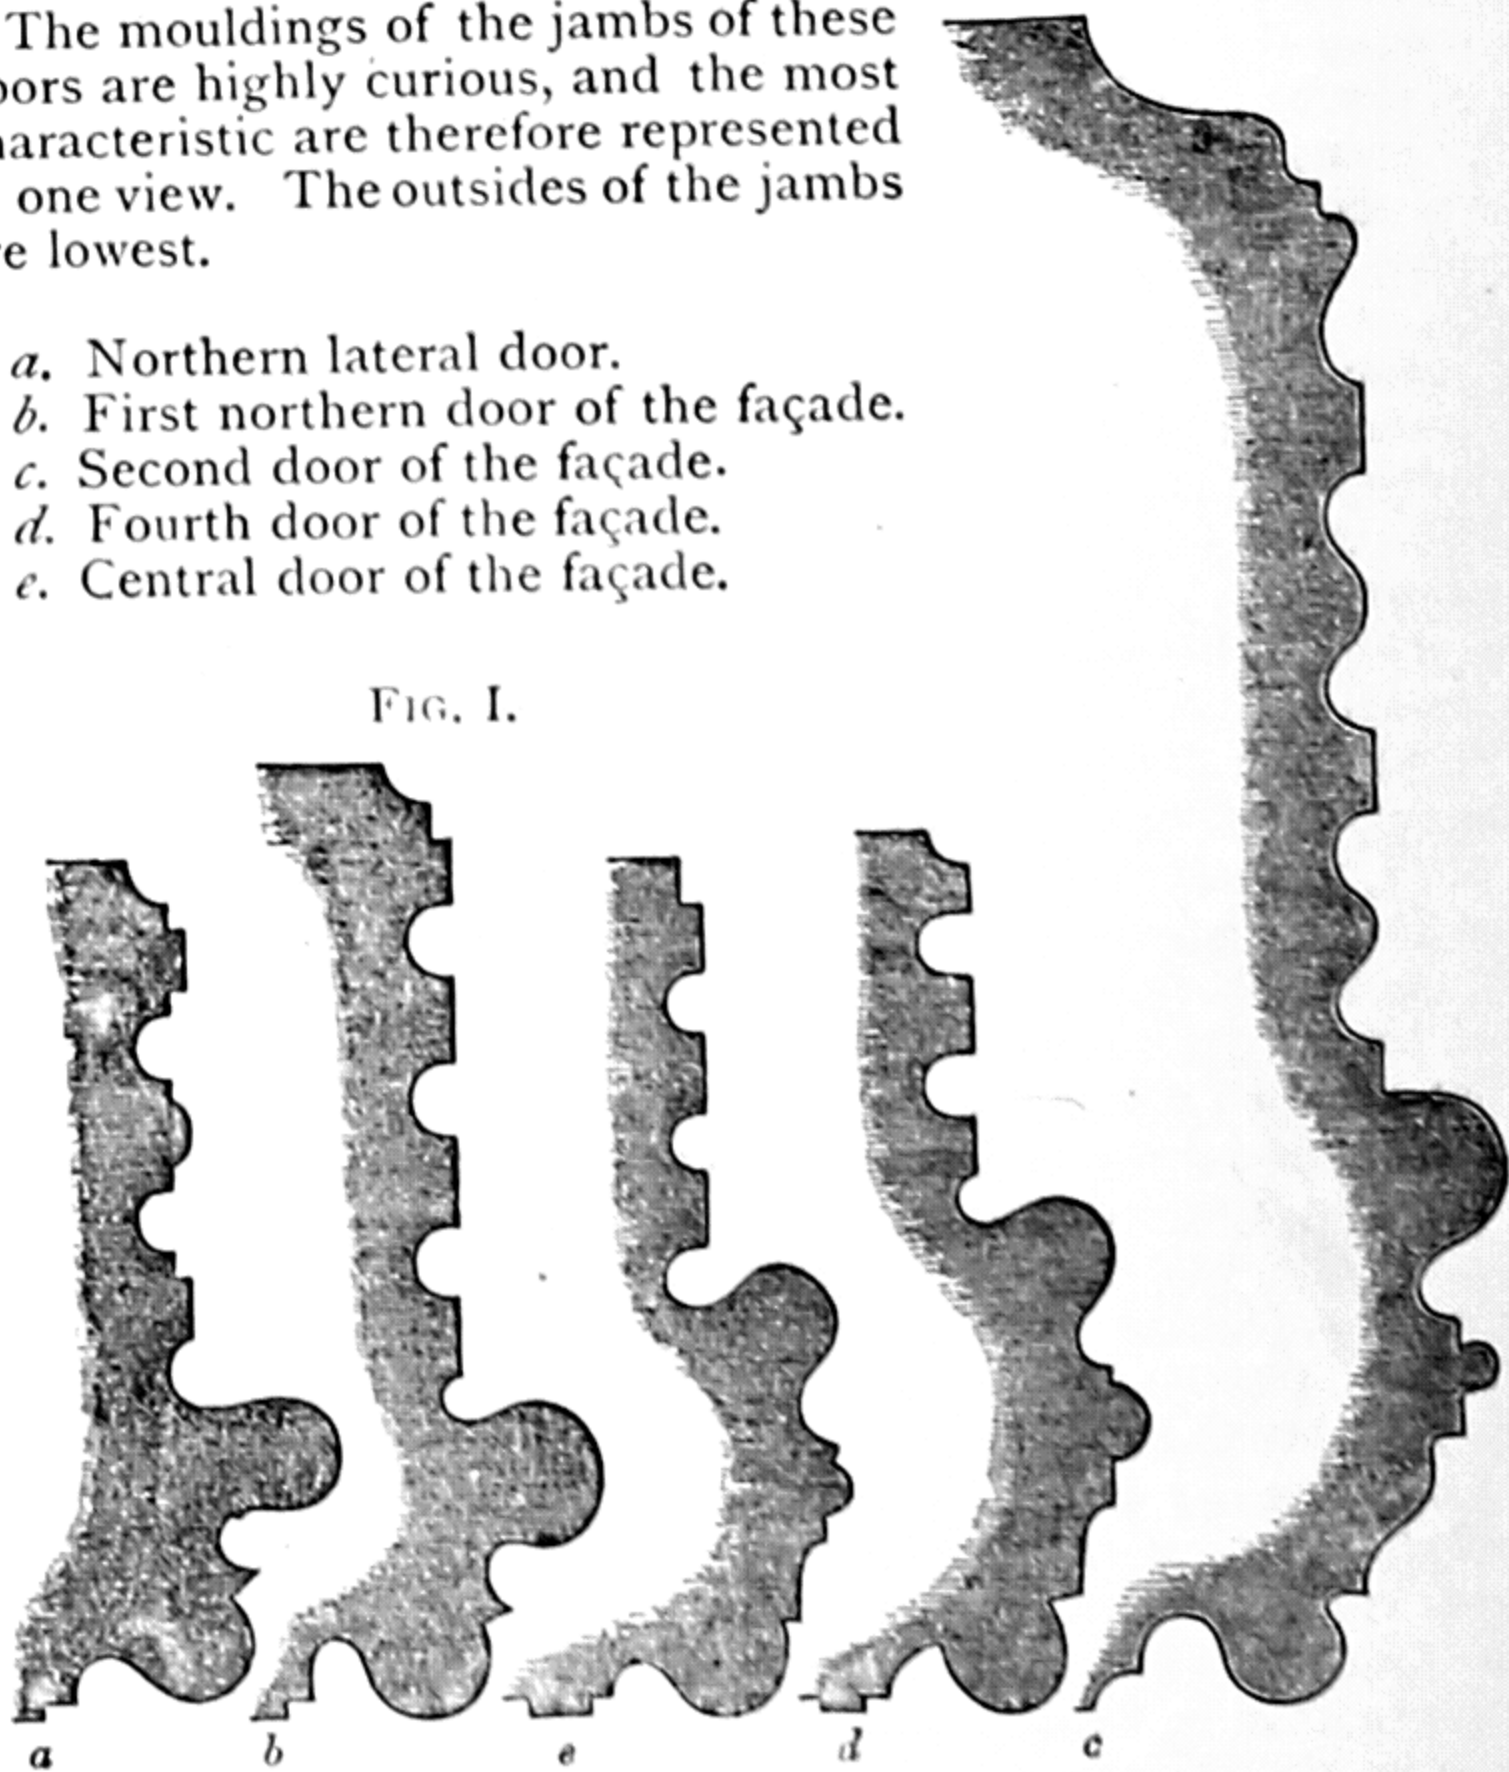 The mouldings of the jambs of these
oors are highly curious, and the most
aracteristic are therefore represented
one view. The outsides of the jambs
e lowest.
a. Northern lateral door.
b. First northern door of the façade.
c. Second door of the façade.
d. Fourth door of the façade.
e. Central door of the façade.
FIG. I.
a b e d c